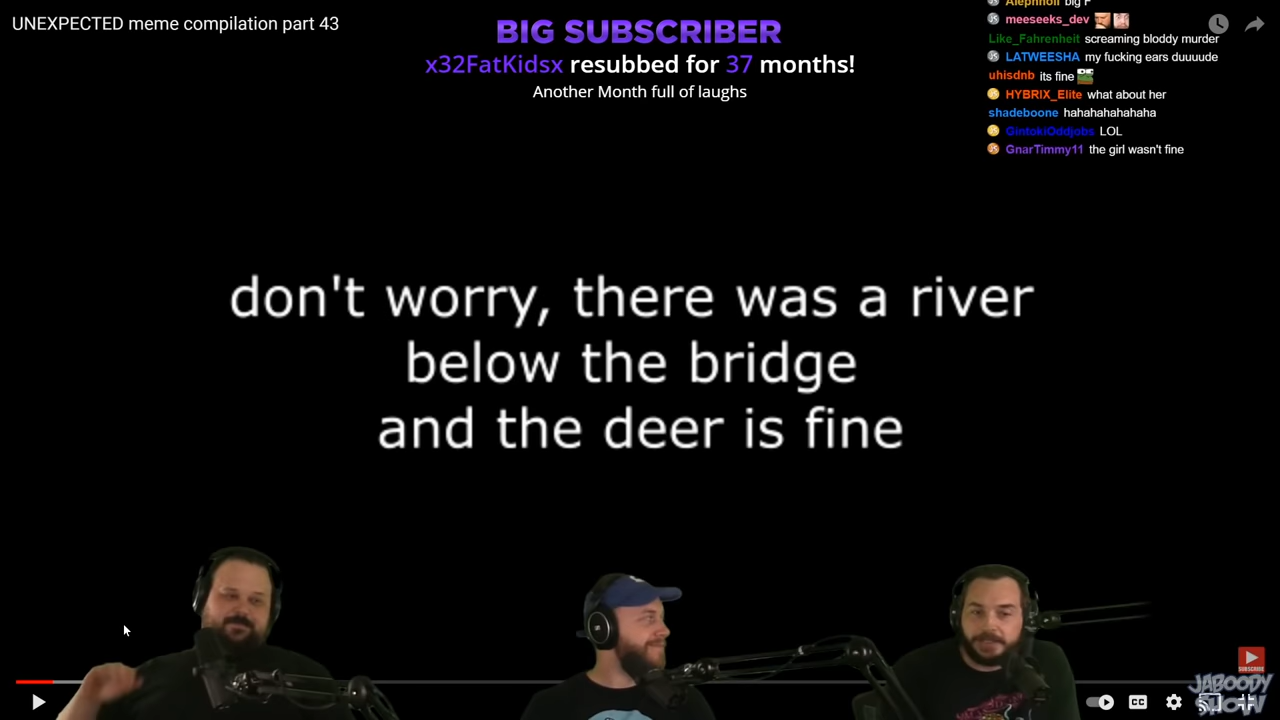 UNEXPECTED meme compilation part 43
BIG SUBSCRIBER
x32FatKidsx resubbed for 37 months!
Another Month full of laughs
big F
meeseeks_dev
Like_Fahrenheit screaming bloddy murder
LATWEESHA my fucking ears duuuude
uhisdnb its fine
HYBRIX_Elite what about her
shadeboone hahahahahahaha
GintokiOddjobs LOL
GnarTimmy11 the girl wasn't fine
don't worry, there was a river
below the bridge
and the deer is fine
SUBSCRIBE
JABOODY
SHOW
CC